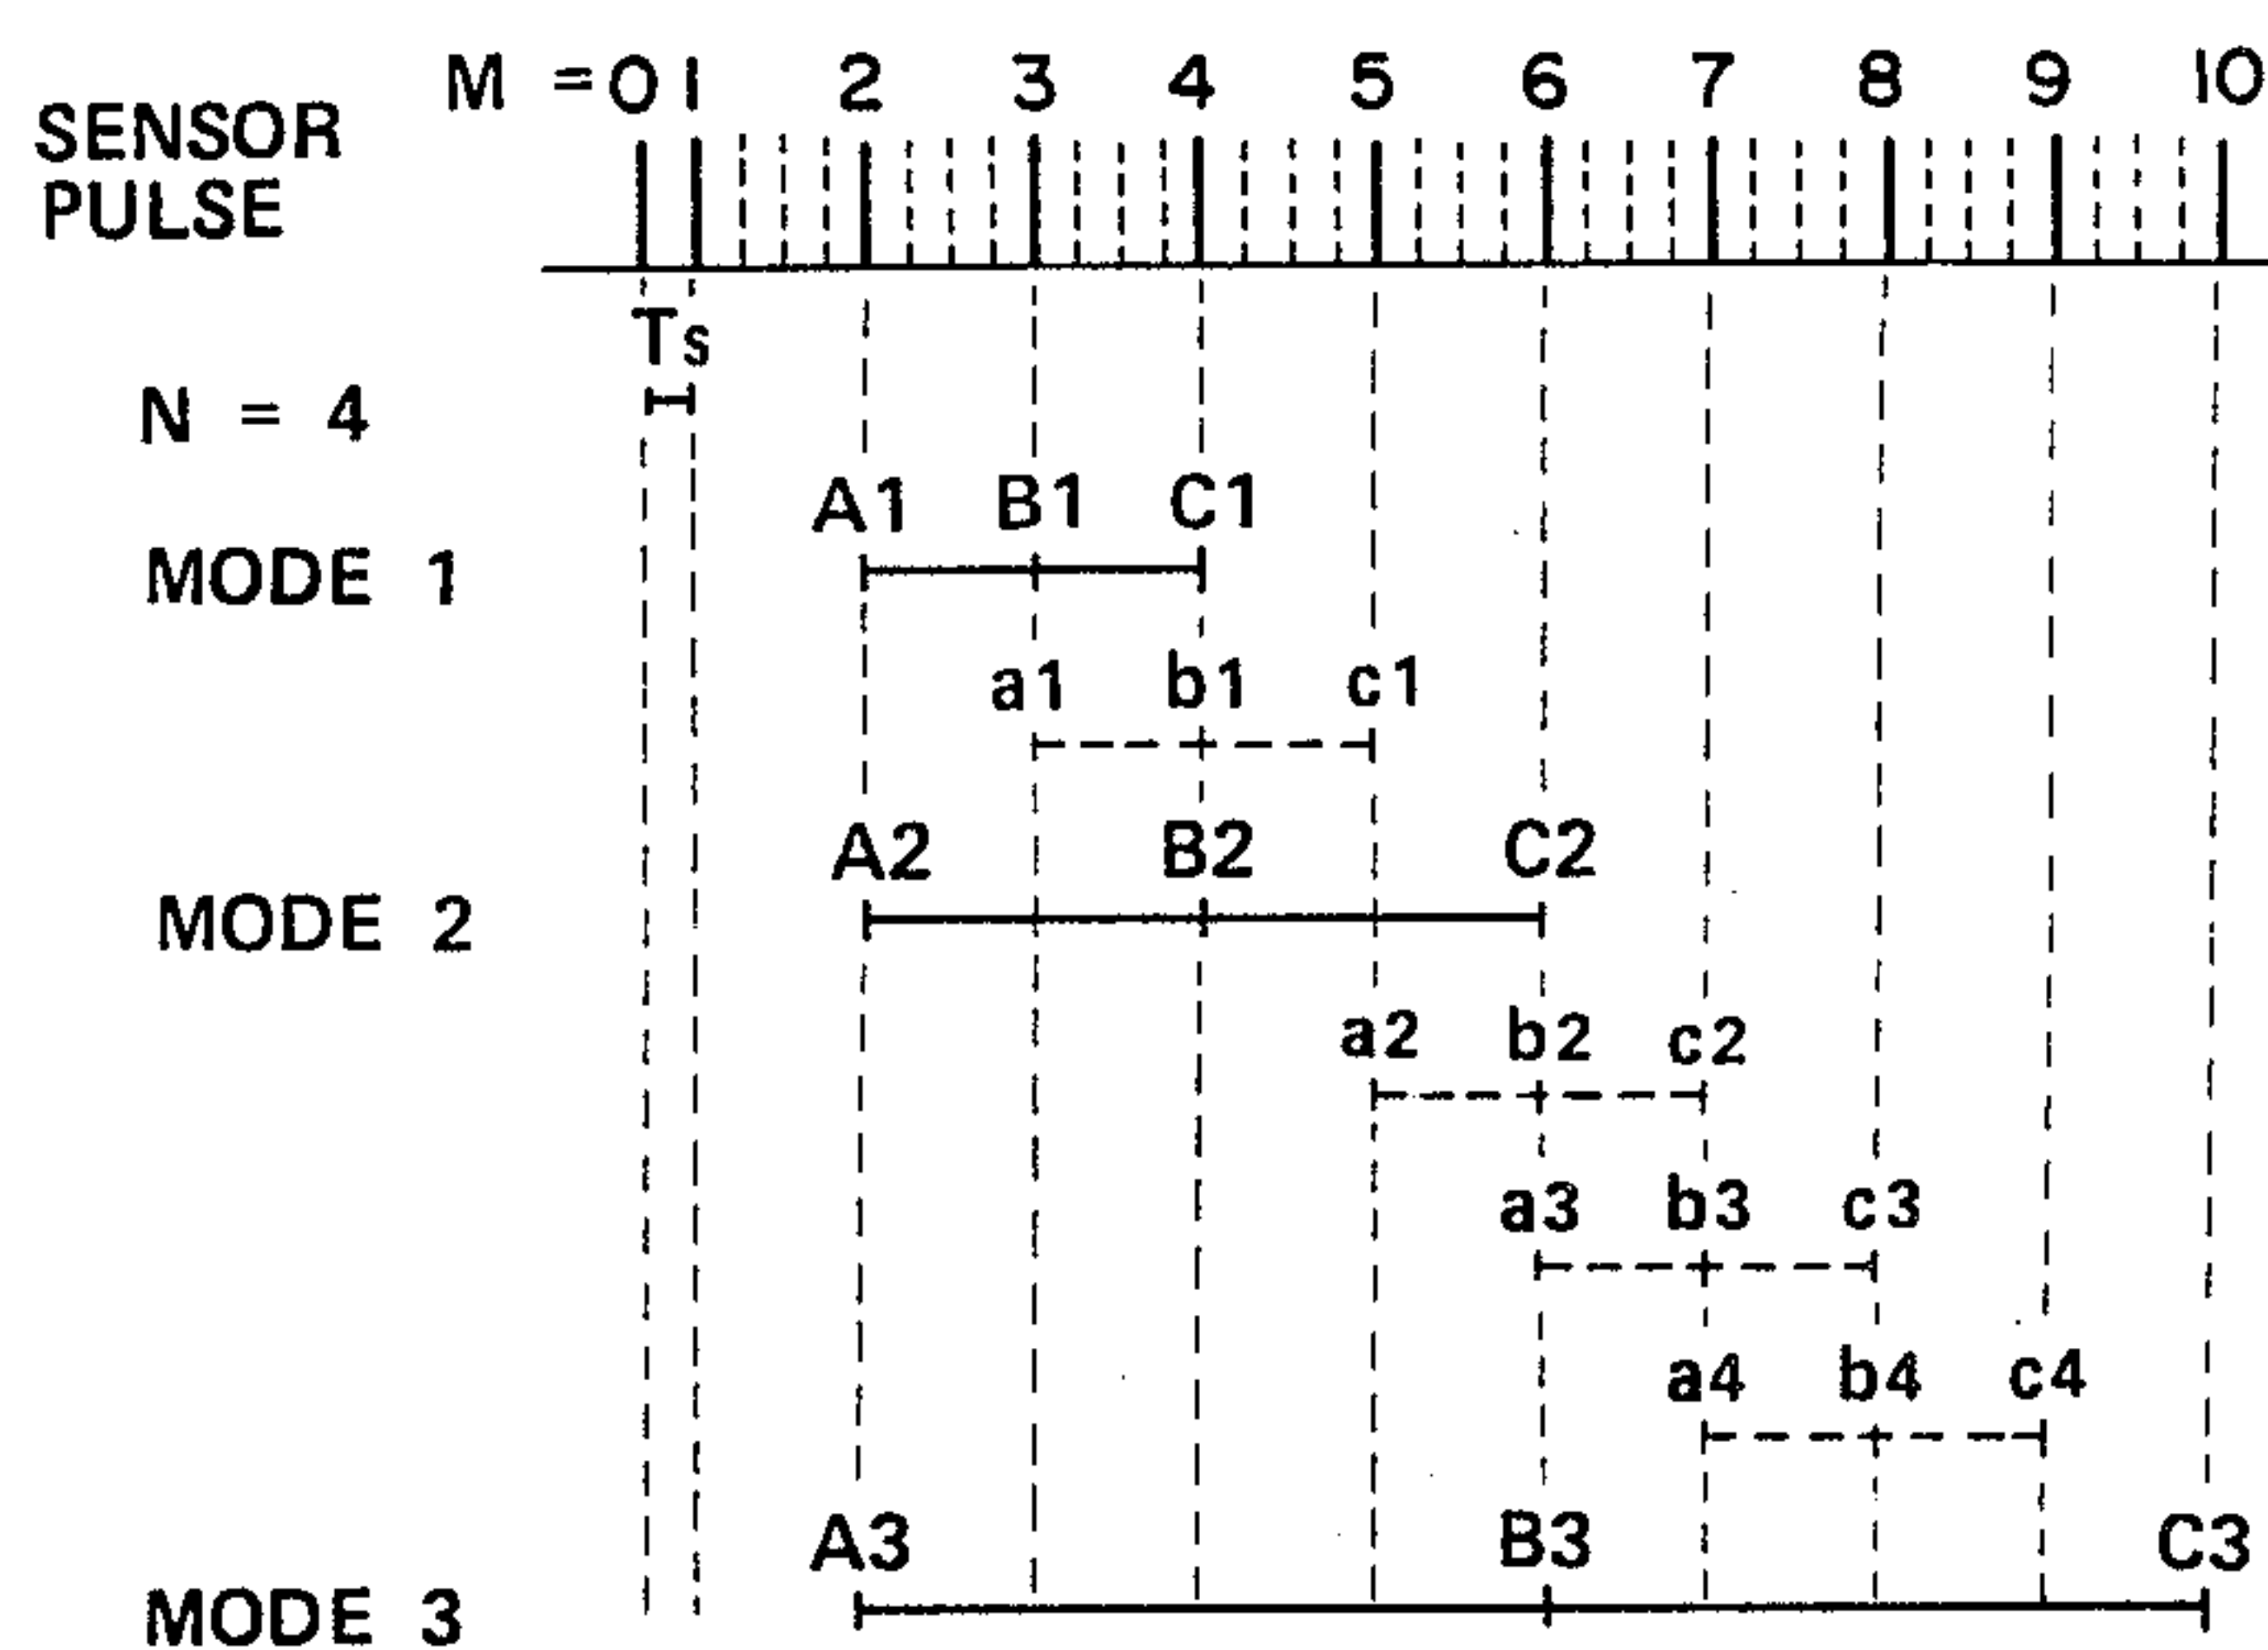 M = 0 1 2 3 4 5 6 7 8 9 10
SENSOR
PULSE
Ts
N = 4
A1 B1 C1
MODE 1
a1 b1 c1
A2 B2 C2
MODE 2
a2 b2 c2
a3 b3 c3
a4 b4 c4
A3 B3 C3
MODE 3